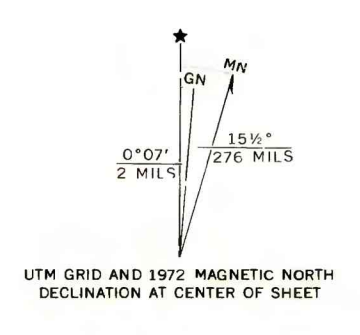 ★
MN
GN
15½°
276 MILS
0°07'
2 MILS
UTM GRID AND 1972 MAGNETIC NORTH
DECLINATION AT CENTER OF SHEET